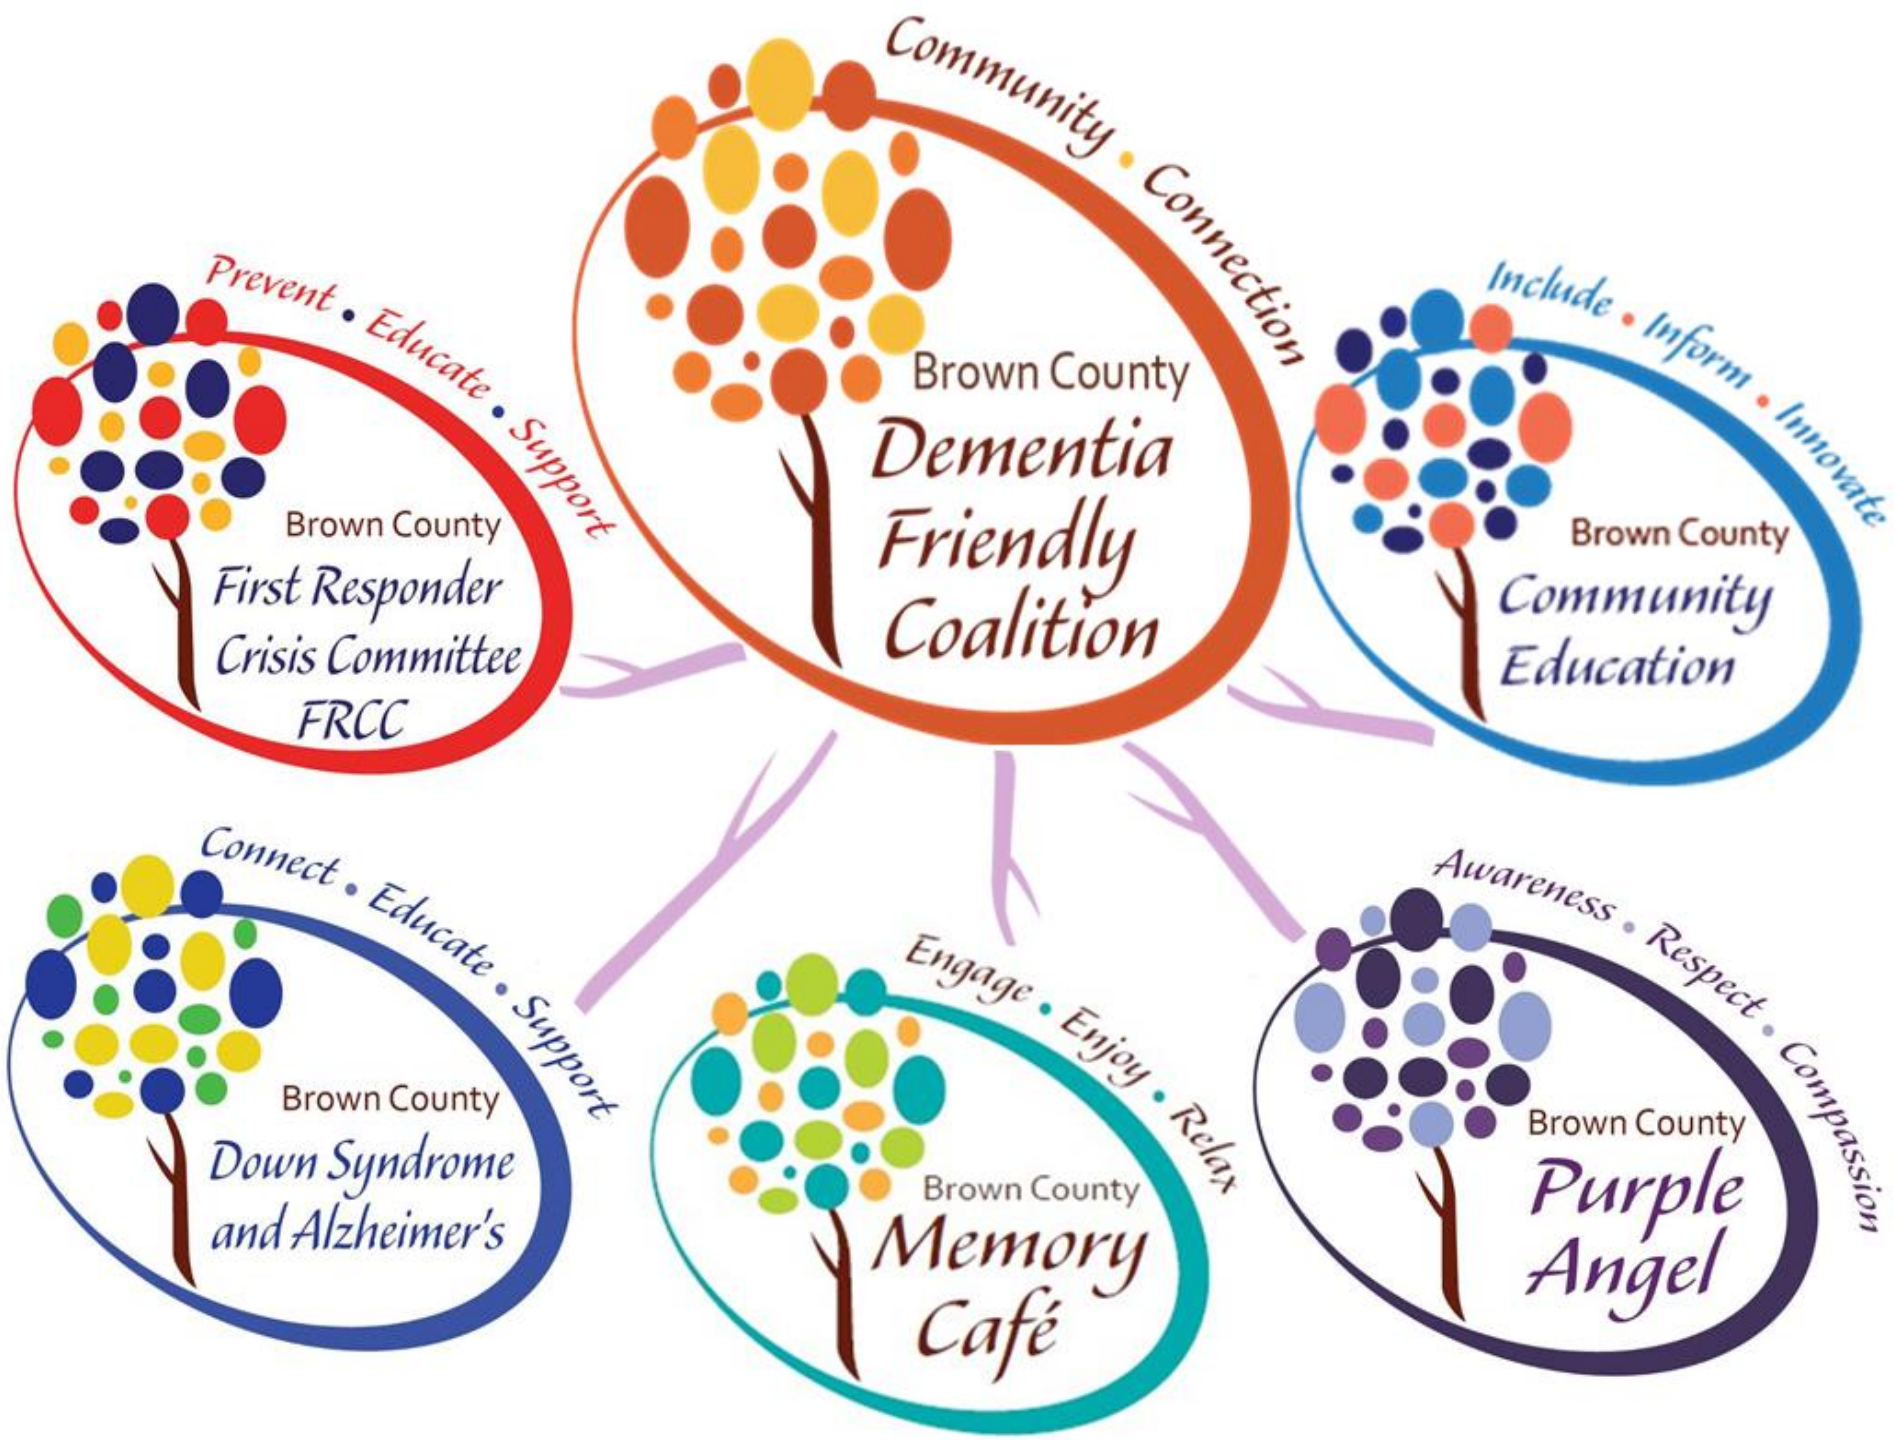 Community • Connection
Brown County
Dementia
Friendly
Coalition
Prevent • Educate • Support
Brown County
First Responder
Crisis Committee
FRCC
Include • Inform • Innovate
Brown County
Community
Education
Connect • Educate • Support
Brown County
Down Syndrome
and Alzheimer's
Engage • Enjoy • Relax
Brown County
Memory
Café
Awareness • Respect • Compassion
Brown County
Purple
Angel